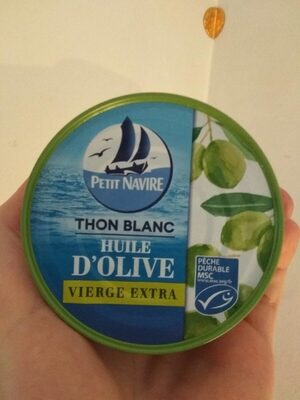 PETIT NAVIRE
THON BLANC
HUILE
D'OLIVE
VIERGE EXTRA
PÊCHE
DURABLE
MSC